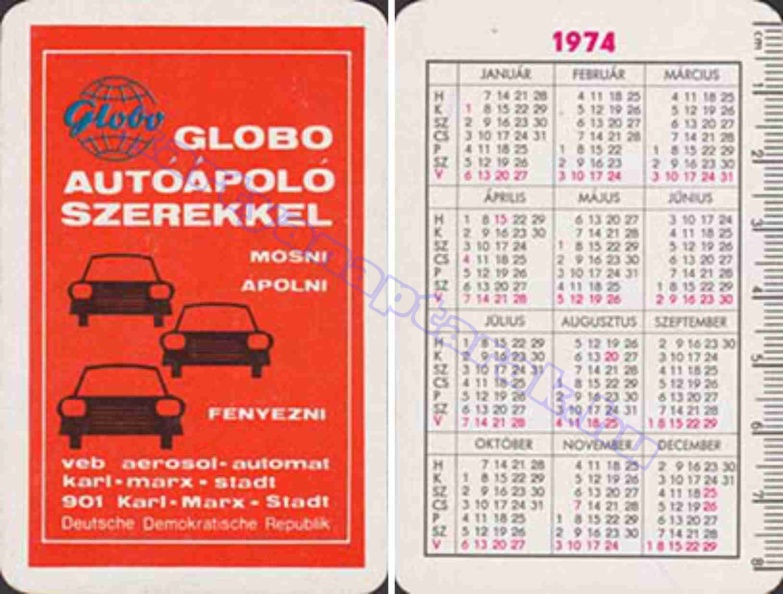 Globo
GLOBO
AUTÓÁPOLÓ
SZEREKKEL
MOSNI
ÁPOLNI
FENYEZNI
veb aerosol-automat
karl-marx-stadt
901 Karl-Marx-Stadt
Deutsche Demokratische Republik
1974
cm
JANUÁR FEBRUÁR MÁRCIUS
H 7 14 21 28 4 11 18 25 4 11 18 25
K 1 8 15 22 29 5 12 19 26 5 12 19 26
SZ 2 9 16 23 30 6 13 20 27 6 13 20 27
CS 3 10 17 24 31 7 14 21 28 7 14 21 28
P 4 11 18 25 1 8 15 22 1 8 15 22 29
SZ 5 12 19 26 2 9 16 23 2 9 16 23 30
V 6 13 20 27 3 10 17 24 3 10 17 24 31
ÁPRILIS MÁJUS JÚNIUS
H 1 8 15 22 29 6 13 20 27 3 10 17 24
K 2 9 16 23 30 7 14 21 28 4 11 18 25
SZ 3 10 17 24 1 8 15 22 29 5 12 19 26
CS 4 11 18 25 2 9 16 23 30 6 13 20 27
P 5 12 19 26 3 10 17 24 31 7 14 21 28
SZ 6 13 20 27 4 11 18 25 1 8 15 22 29
V 7 14 21 28 5 12 19 26 2 9 16 23 30
JÚLIUS AUGUSZTUS SZEPTEMBER
H 1 8 15 22 29 5 12 19 26 2 9 16 23 30
K 2 9 16 23 30 6 13 20 27 3 10 17 24
SZ 3 10 17 24 31 7 14 21 28 4 11 18 25
CS 4 11 18 25 1 8 15 22 29 5 12 19 26
P 5 12 19 26 2 9 16 23 30 6 13 20 27
SZ 6 13 20 27 3 10 17 24 31 7 14 21 28
V 7 14 21 28 4 11 18 25 1 8 15 22 29
OKTÓBER NOVEMBER DECEMBER
H 7 14 21 28 4 11 18 25 2 9 16 23 30
K 1 8 15 22 29 5 12 19 26 3 10 17 24 31
SZ 2 9 16 23 30 6 13 20 27 4 11 18 25
CS 3 10 17 24 31 7 14 21 28 5 12 19 26
P 4 11 18 25 1 8 15 22 29 6 13 20 27
SZ 5 12 19 26 2 9 16 23 30 7 14 21 28
V 6 13 20 27 3 10 17 24 1 8 15 22 29
1
2
3
4
5
6
7
8